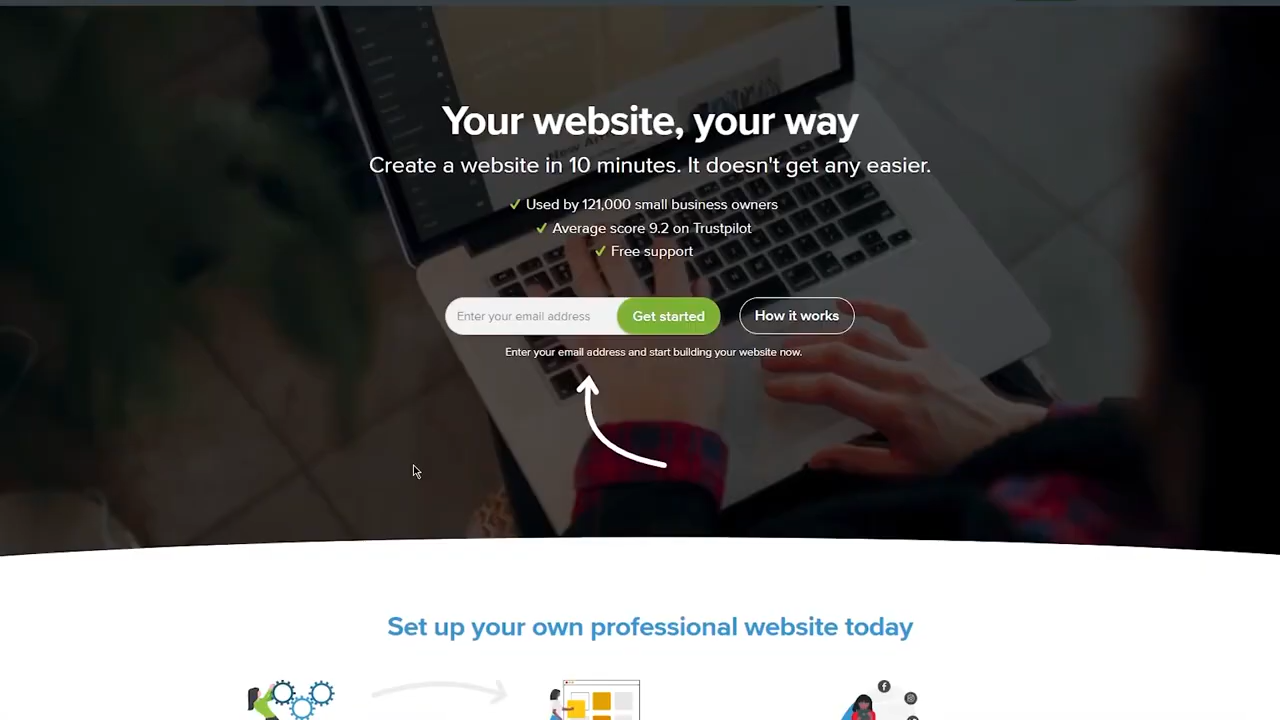 Your website, your way
Create a website in 10 minutes. It doesn't get any easier.
✓ Used by 121,000 small business owners
✓ Average score 9.2 on Trustpilot
✓ Free support
Enter your email address
Get started
How it works
Enter your email address and start building your website now.
Set up your own professional website today